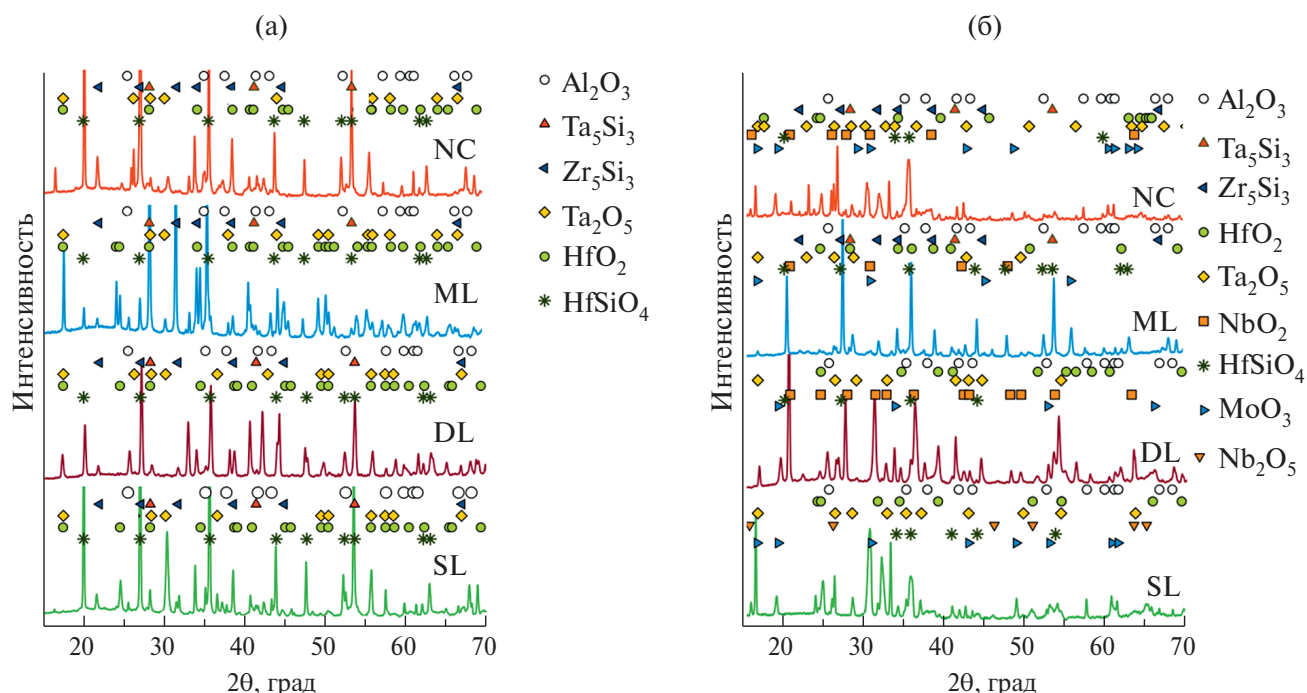 (а)
Интенсивность
NC
ML
DL
SL
20 30 40 50 60 70
2θ, град
Al₂O₃
Ta₅Si₃
Zr₅Si₃
Ta₂O₅
HfO₂
HfSiO₄
(б)
Интенсивность
NC
ML
DL
SL
20 30 40 50 60 70
2θ, град
Al₂O₃
Ta₅Si₃
Zr₅Si₃
HfO₂
Ta₂O₅
NbO₂
HfSiO₄
MoO₃
Nb₂O₅